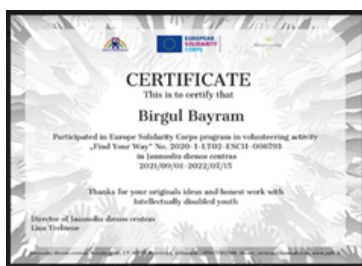 EUROPEAN
SOLIDARITY
CORPS
CERTIFICATE
This is to certify that
Birgul Bayram
Participated in Europe Solidarity Corps program in volunteering activity
„Find Your Way" No. 2020-1-LT02-ESC11-006793
in Jaunuolių dienos centras
2021/09/01-2022/07/15
Thanks for your originals ideas and honest work with
Intellectually disabled youth
Director of Jaunuolių dienos centras
Lina Trebienė